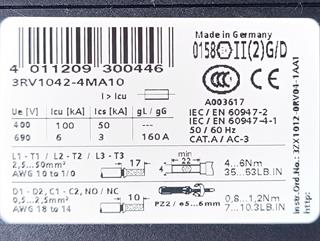 4 011209 300446
3RV1042-4MA10
I > Icu
Ue [V] Icu [kA] Ics [kA] gL / gG
400 100 50
690 6 3 160 A
Made in Germany
0158 II(2)G/D
CCC
A003617
IEC / EN 60947-2
IEC / EN 60947-4-1
50 / 60 Hz
CAT.A / AC-3
L1 - T1 / L2 - T2 / L3 - T3
2,5...50mm²
AWG 10 to 1/0
17
min
22
4...6Nm
35...53LB.IN
D1 - D2, C1 - C2, NO / NC
0,5...2,5mm²
AWG 18 to 14
10
PZ2 / ø5...6mm
0,8...1,2Nm
7...10.3LB.IN
Instr.Ord.No.: 3ZX1012-0RV04-1AA1